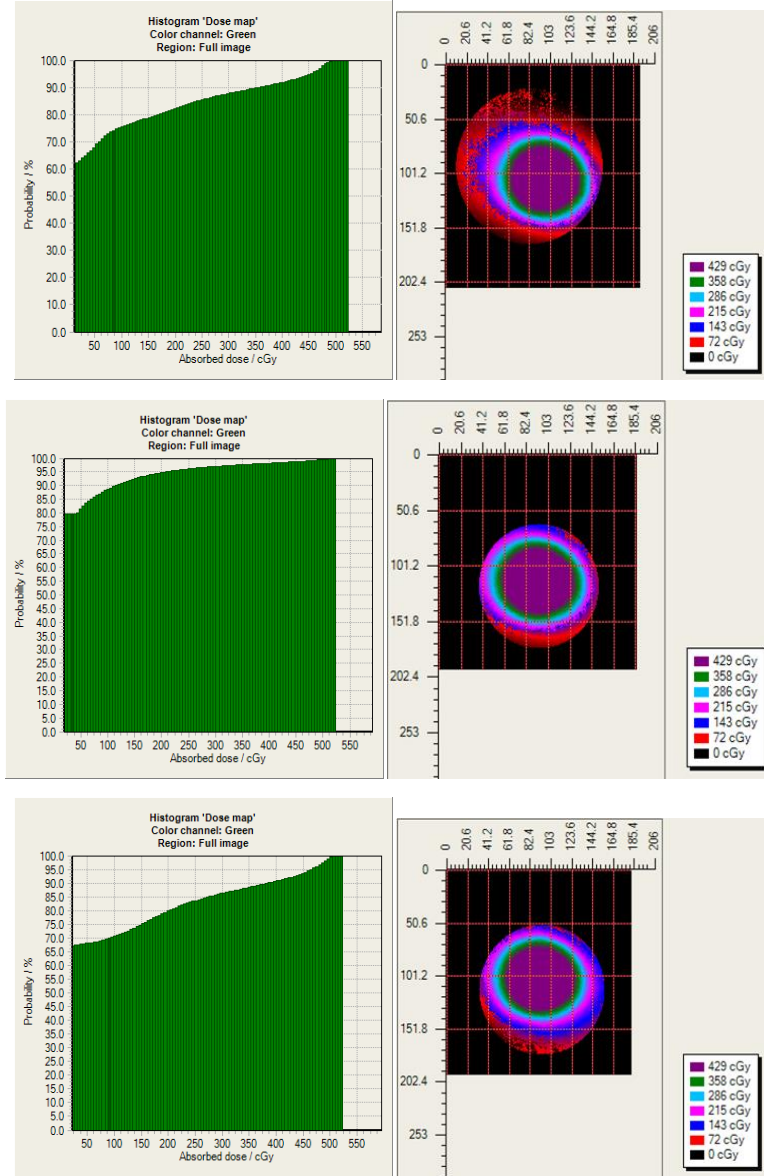 Histogram 'Dose map'
Color channel: Green
Region: Full image
100.0
90.0
80.0
70.0
60.0
50.0
40.0
30.0
20.0
10.0
0.0
Probability / %
50 100 150 200 250 300 350 400 450 500 550
Absorbed dose / cGy
0 20.6 41.2 61.8 82.4 103 123.6 144.2 164.8 185.4 206
0
50.6
101.2
151.8
202.4
253
429 cGy
358 cGy
286 cGy
215 cGy
143 cGy
72 cGy
0 cGy
Histogram 'Dose map'
Color channel: Green
Region: Full image
100.0
95.0
90.0
85.0
80.0
75.0
70.0
65.0
60.0
55.0
50.0
45.0
40.0
35.0
30.0
25.0
20.0
15.0
10.0
5.0
0.0
Probability / %
50 100 150 200 250 300 350 400 450 500 550
Absorbed dose / cGy
0 20.6 41.2 61.8 82.4 103 123.6 144.2 164.8 185.4 206
0
50.6
101.2
151.8
202.4
253
429 cGy
358 cGy
286 cGy
215 cGy
143 cGy
72 cGy
0 cGy
Histogram 'Dose map'
Color channel: Green
Region: Full image
100.0
95.0
90.0
85.0
80.0
75.0
70.0
65.0
60.0
55.0
50.0
45.0
40.0
35.0
30.0
25.0
20.0
15.0
10.0
5.0
0.0
Probability / %
50 100 150 200 250 300 350 400 450 500 550
Absorbed dose / cGy
0 20.6 41.2 61.8 82.4 103 123.6 144.2 164.8 185.4 206
0
50.6
101.2
151.8
202.4
253
429 cGy
358 cGy
286 cGy
215 cGy
143 cGy
72 cGy
0 cGy